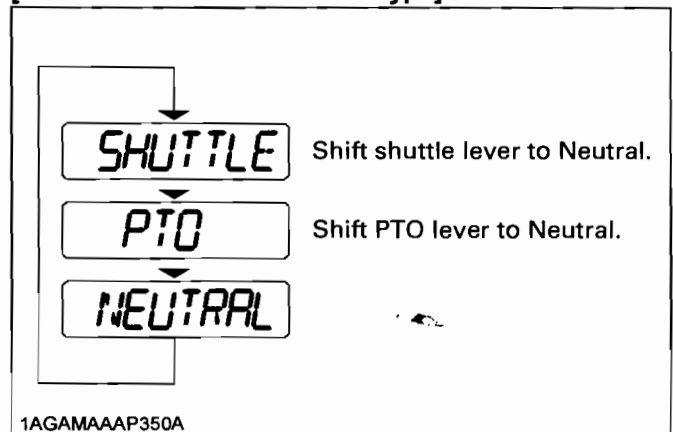 SHUTTLE Shift shuttle lever to Neutral.
PTO Shift PTO lever to Neutral.
NEUTRAL
1AGAMAAAP350A